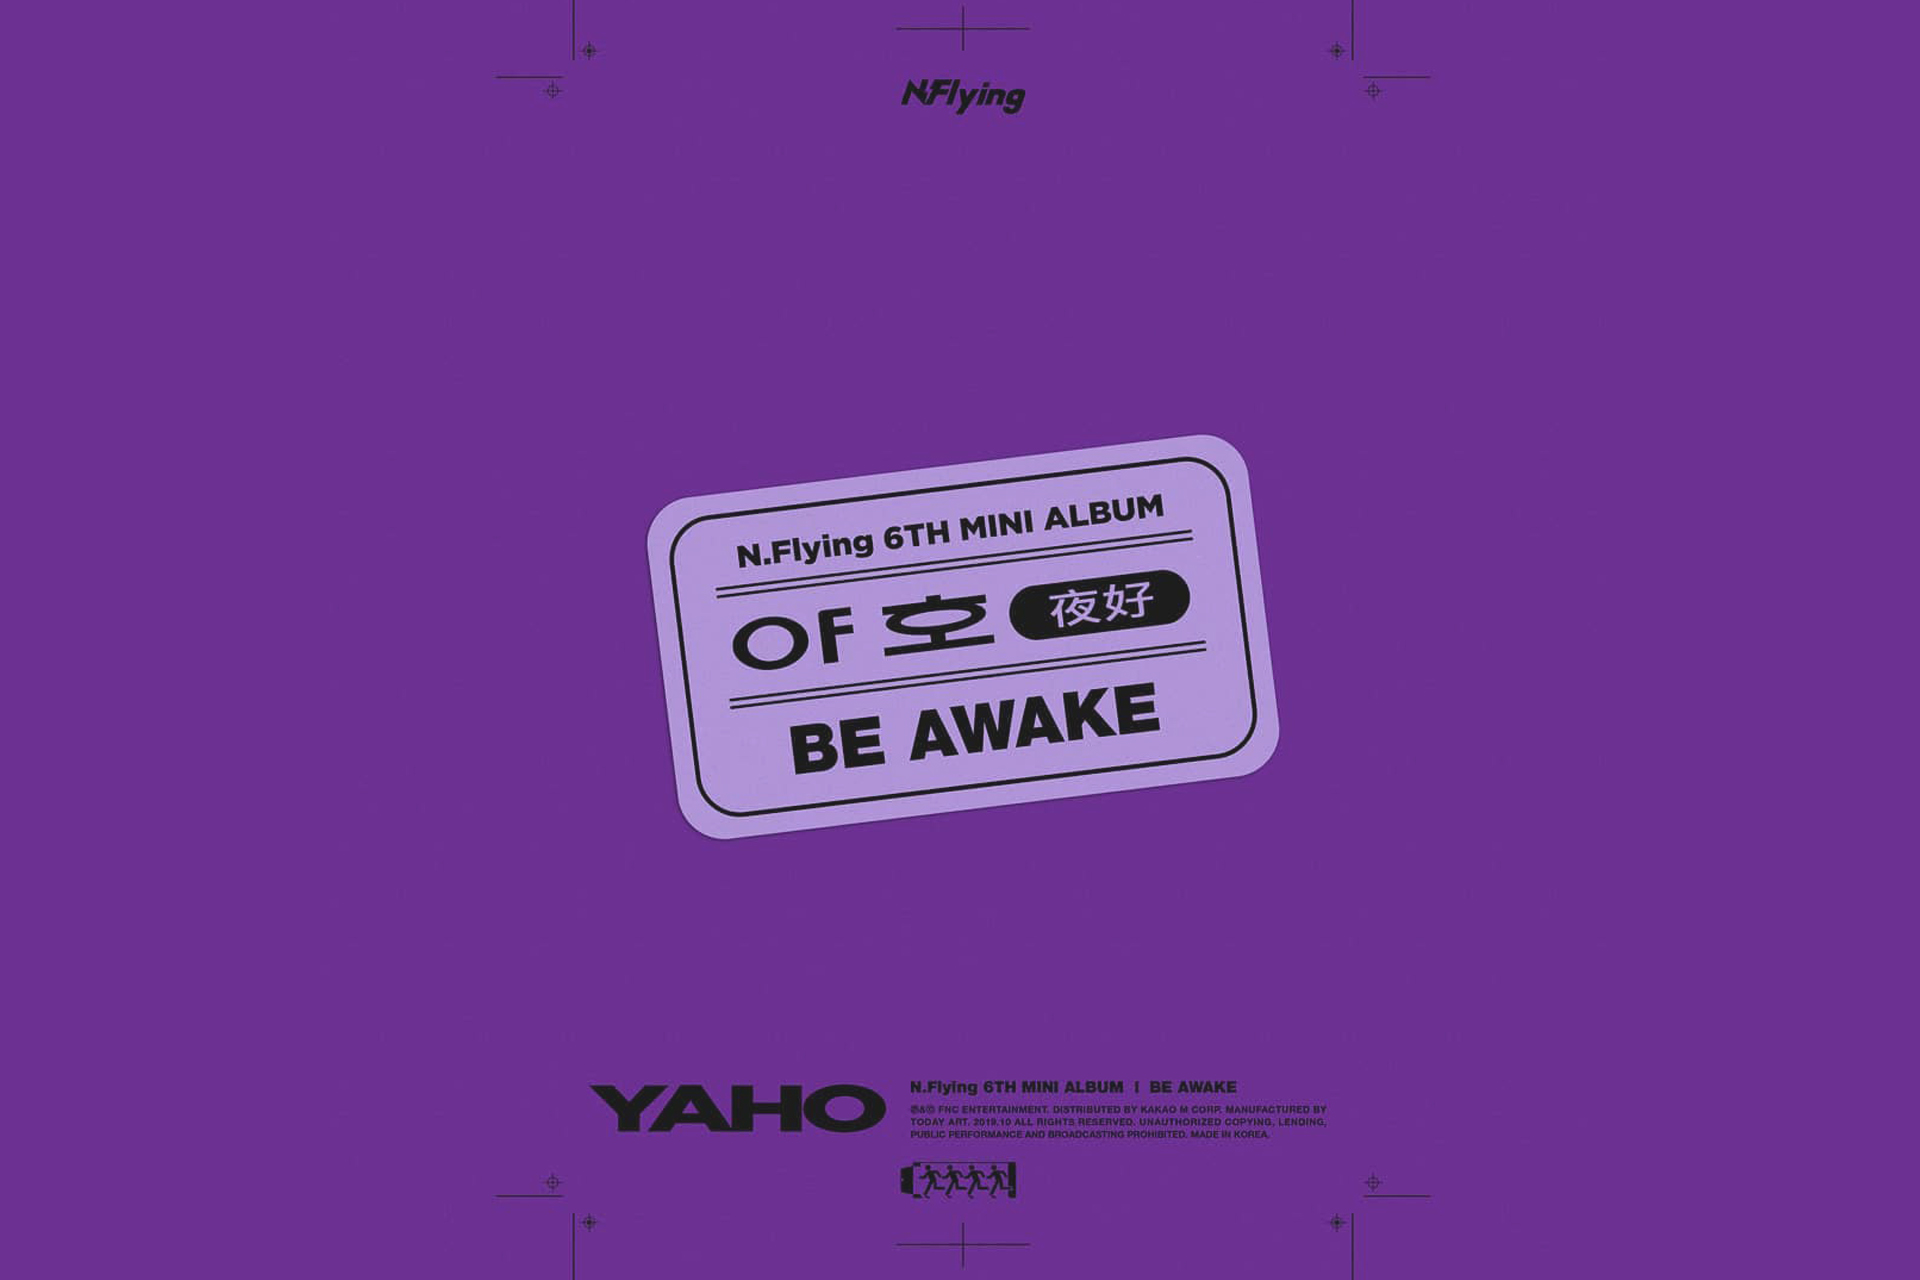 N.Flying
N.Flying 6TH MINI ALBUM
야호 夜好
BE AWAKE
YAHO
N.Flying 6TH MINI ALBUM | BE AWAKE
℗&© FNC ENTERTAINMENT. DISTRIBUTED BY KAKAO M CORP. MANUFACTURED BY
TODAY ART. 2019.10 ALL RIGHTS RESERVED. UNAUTHORIZED COPYING, LENDING,
PUBLIC PERFORMANCE AND BROADCASTING PROHIBITED. MADE IN KOREA.